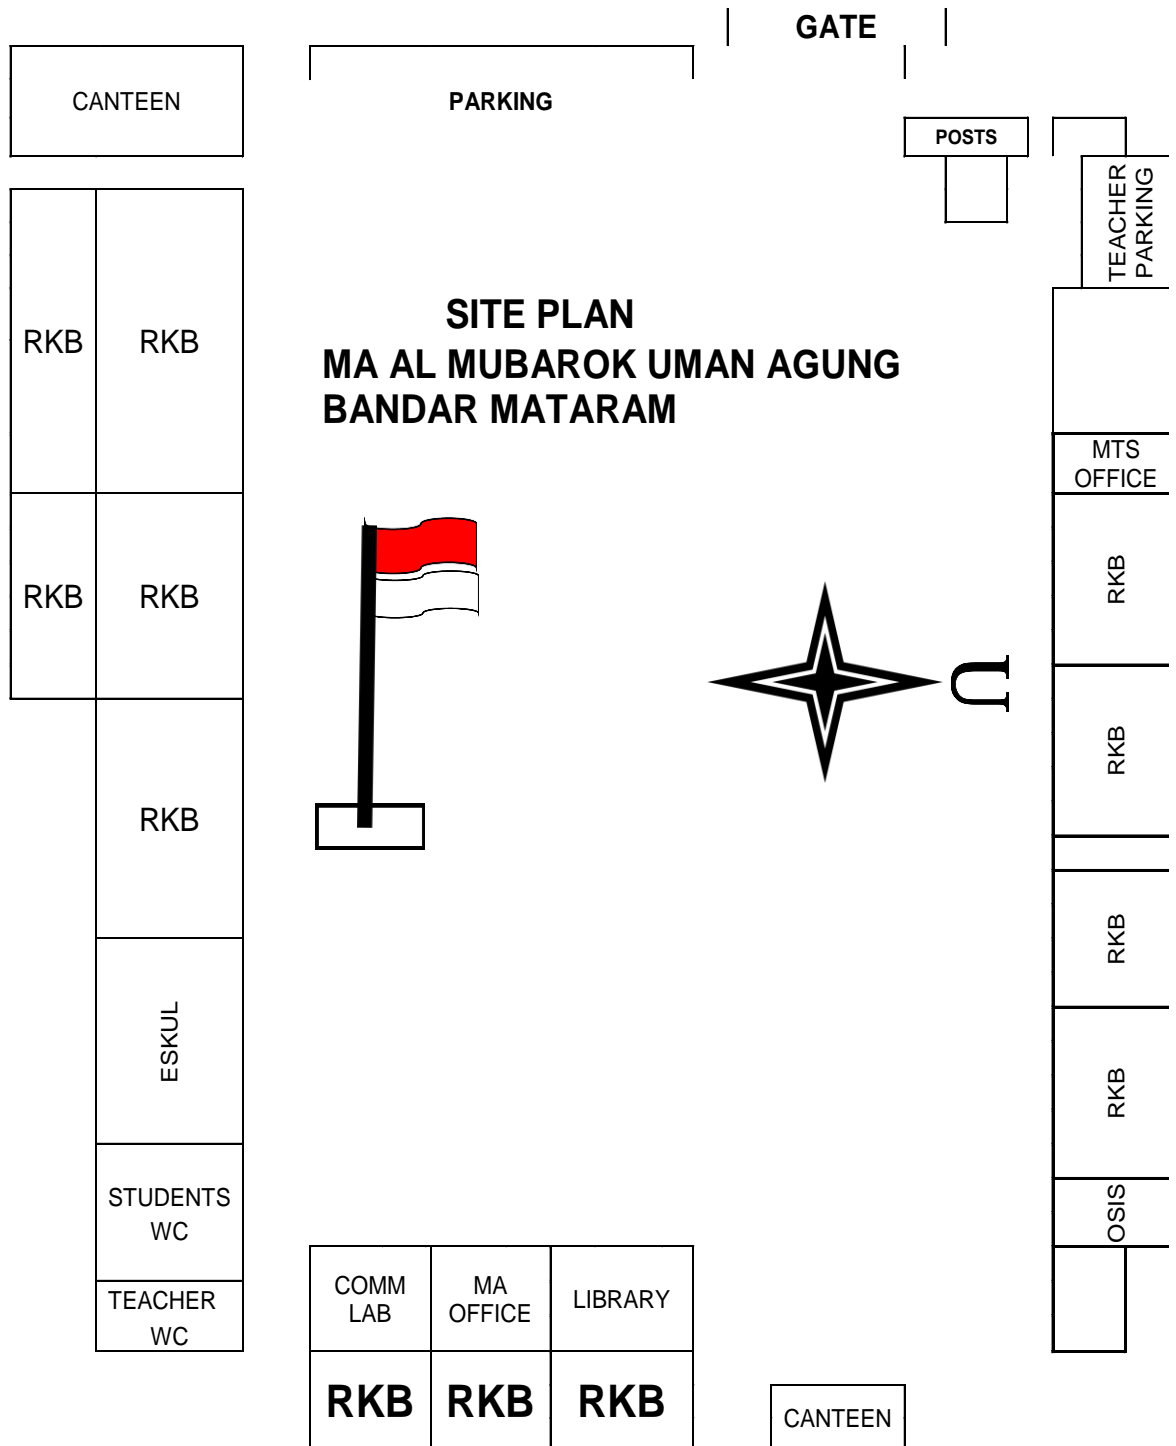 GATE
CANTEEN
PARKING
POSTS
TEACHER
PARKING
SITE PLAN
MA AL MUBAROK UMAN AGUNG
BANDAR MATARAM
RKB
RKB
MTS
OFFICE
RKB
RKB
RKB
U
RKB
RKB
RKB
ESKUL
RKB
STUDENTS
WC
OSIS
TEACHER
WC
COMM
LAB
MA
OFFICE
LIBRARY
RKB
RKB
RKB
CANTEEN